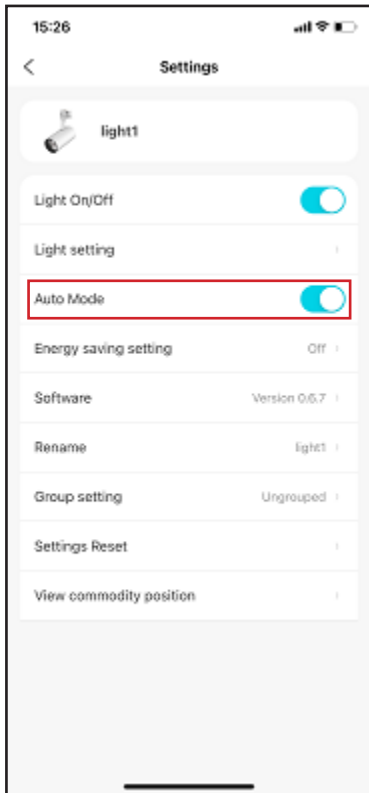 15:26
Settings
light1
Light On/Off
Light setting
Auto Mode
Energy saving setting Off
Software Version 0.6.7
Rename light1
Group setting Ungrouped
Settings Reset
View commodity position